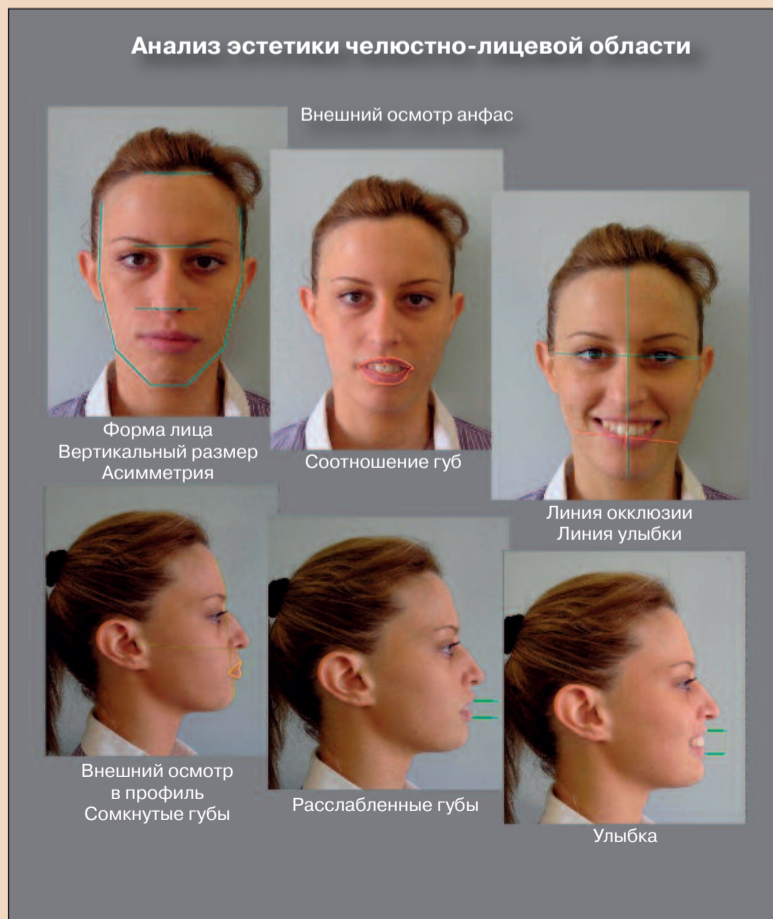 Анализ эстетики челюстно-лицевой области
Внешний осмотр анфас
Форма лица
Вертикальный размер
Асимметрия
Соотношение губ
Линия окклюзии
Линия улыбки
Внешний осмотр
в профиль
Сомкнутые губы
Расслабленные губы
Улыбка